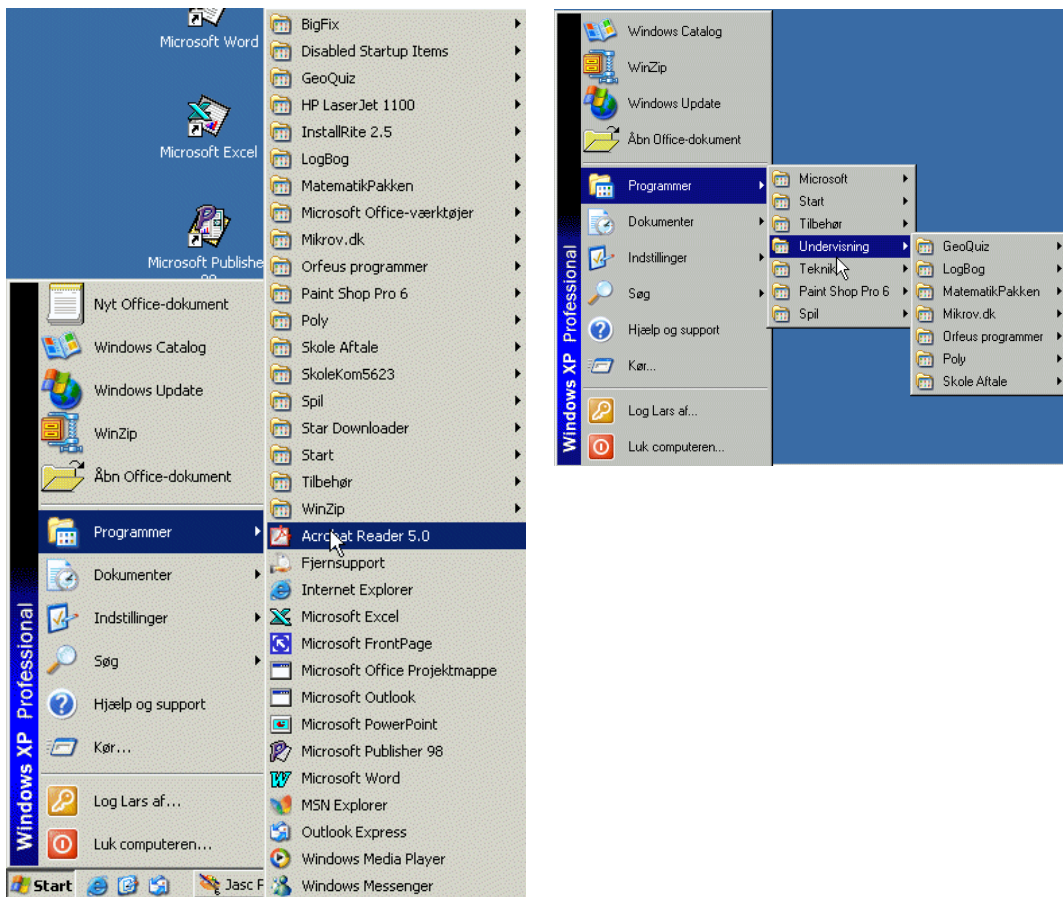 Microsoft Word
Microsoft Excel
Microsoft Publishe
Nyt Office-dokument
Windows Catalog
Windows Update
WinZip
Åbn Office-dokument
Programmer
Dokumenter
Indstillinger
Søg
Hjælp og support
Kør...
Log Lars af...
Luk computeren...
Windows XP Professional
Start
Jasc P
BigFix
Disabled Startup Items
GeoQuiz
HP LaserJet 1100
InstallRite 2.5
LogBog
MatematikPakken
Microsoft Office-værktøjer
Mikrov.dk
Orfeus programmer
Paint Shop Pro 6
Poly
Skole Aftale
SkoleKom5623
Spil
Star Downloader
Start
Tilbehør
WinZip
Acrobat Reader 5.0
Fjernsupport
Internet Explorer
Microsoft Excel
Microsoft FrontPage
Microsoft Office Projektmappe
Microsoft Outlook
Microsoft PowerPoint
Microsoft Publisher 98
Microsoft Word
MSN Explorer
Outlook Express
Windows Media Player
Windows Messenger
Windows Catalog
WinZip
Windows Update
Åbn Office-dokument
Programmer
Dokumenter
Indstillinger
Søg
Hjælp og support
Kør...
Log Lars af...
Luk computeren...
Windows XP Professional
Microsoft
Start
Tilbehør
Undervisning
Teknik
Paint Shop Pro 6
Spil
GeoQuiz
LogBog
MatematikPakken
Mikrov.dk
Orfeus programmer
Poly
Skole Aftale